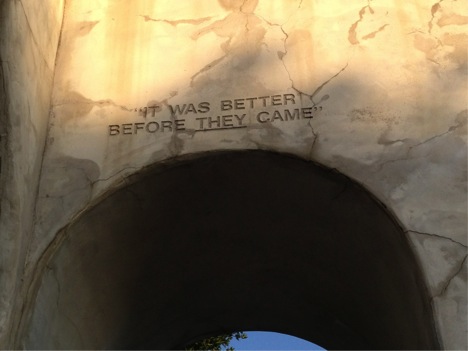 "IT WAS BETTER
BEFORE THEY CAME"